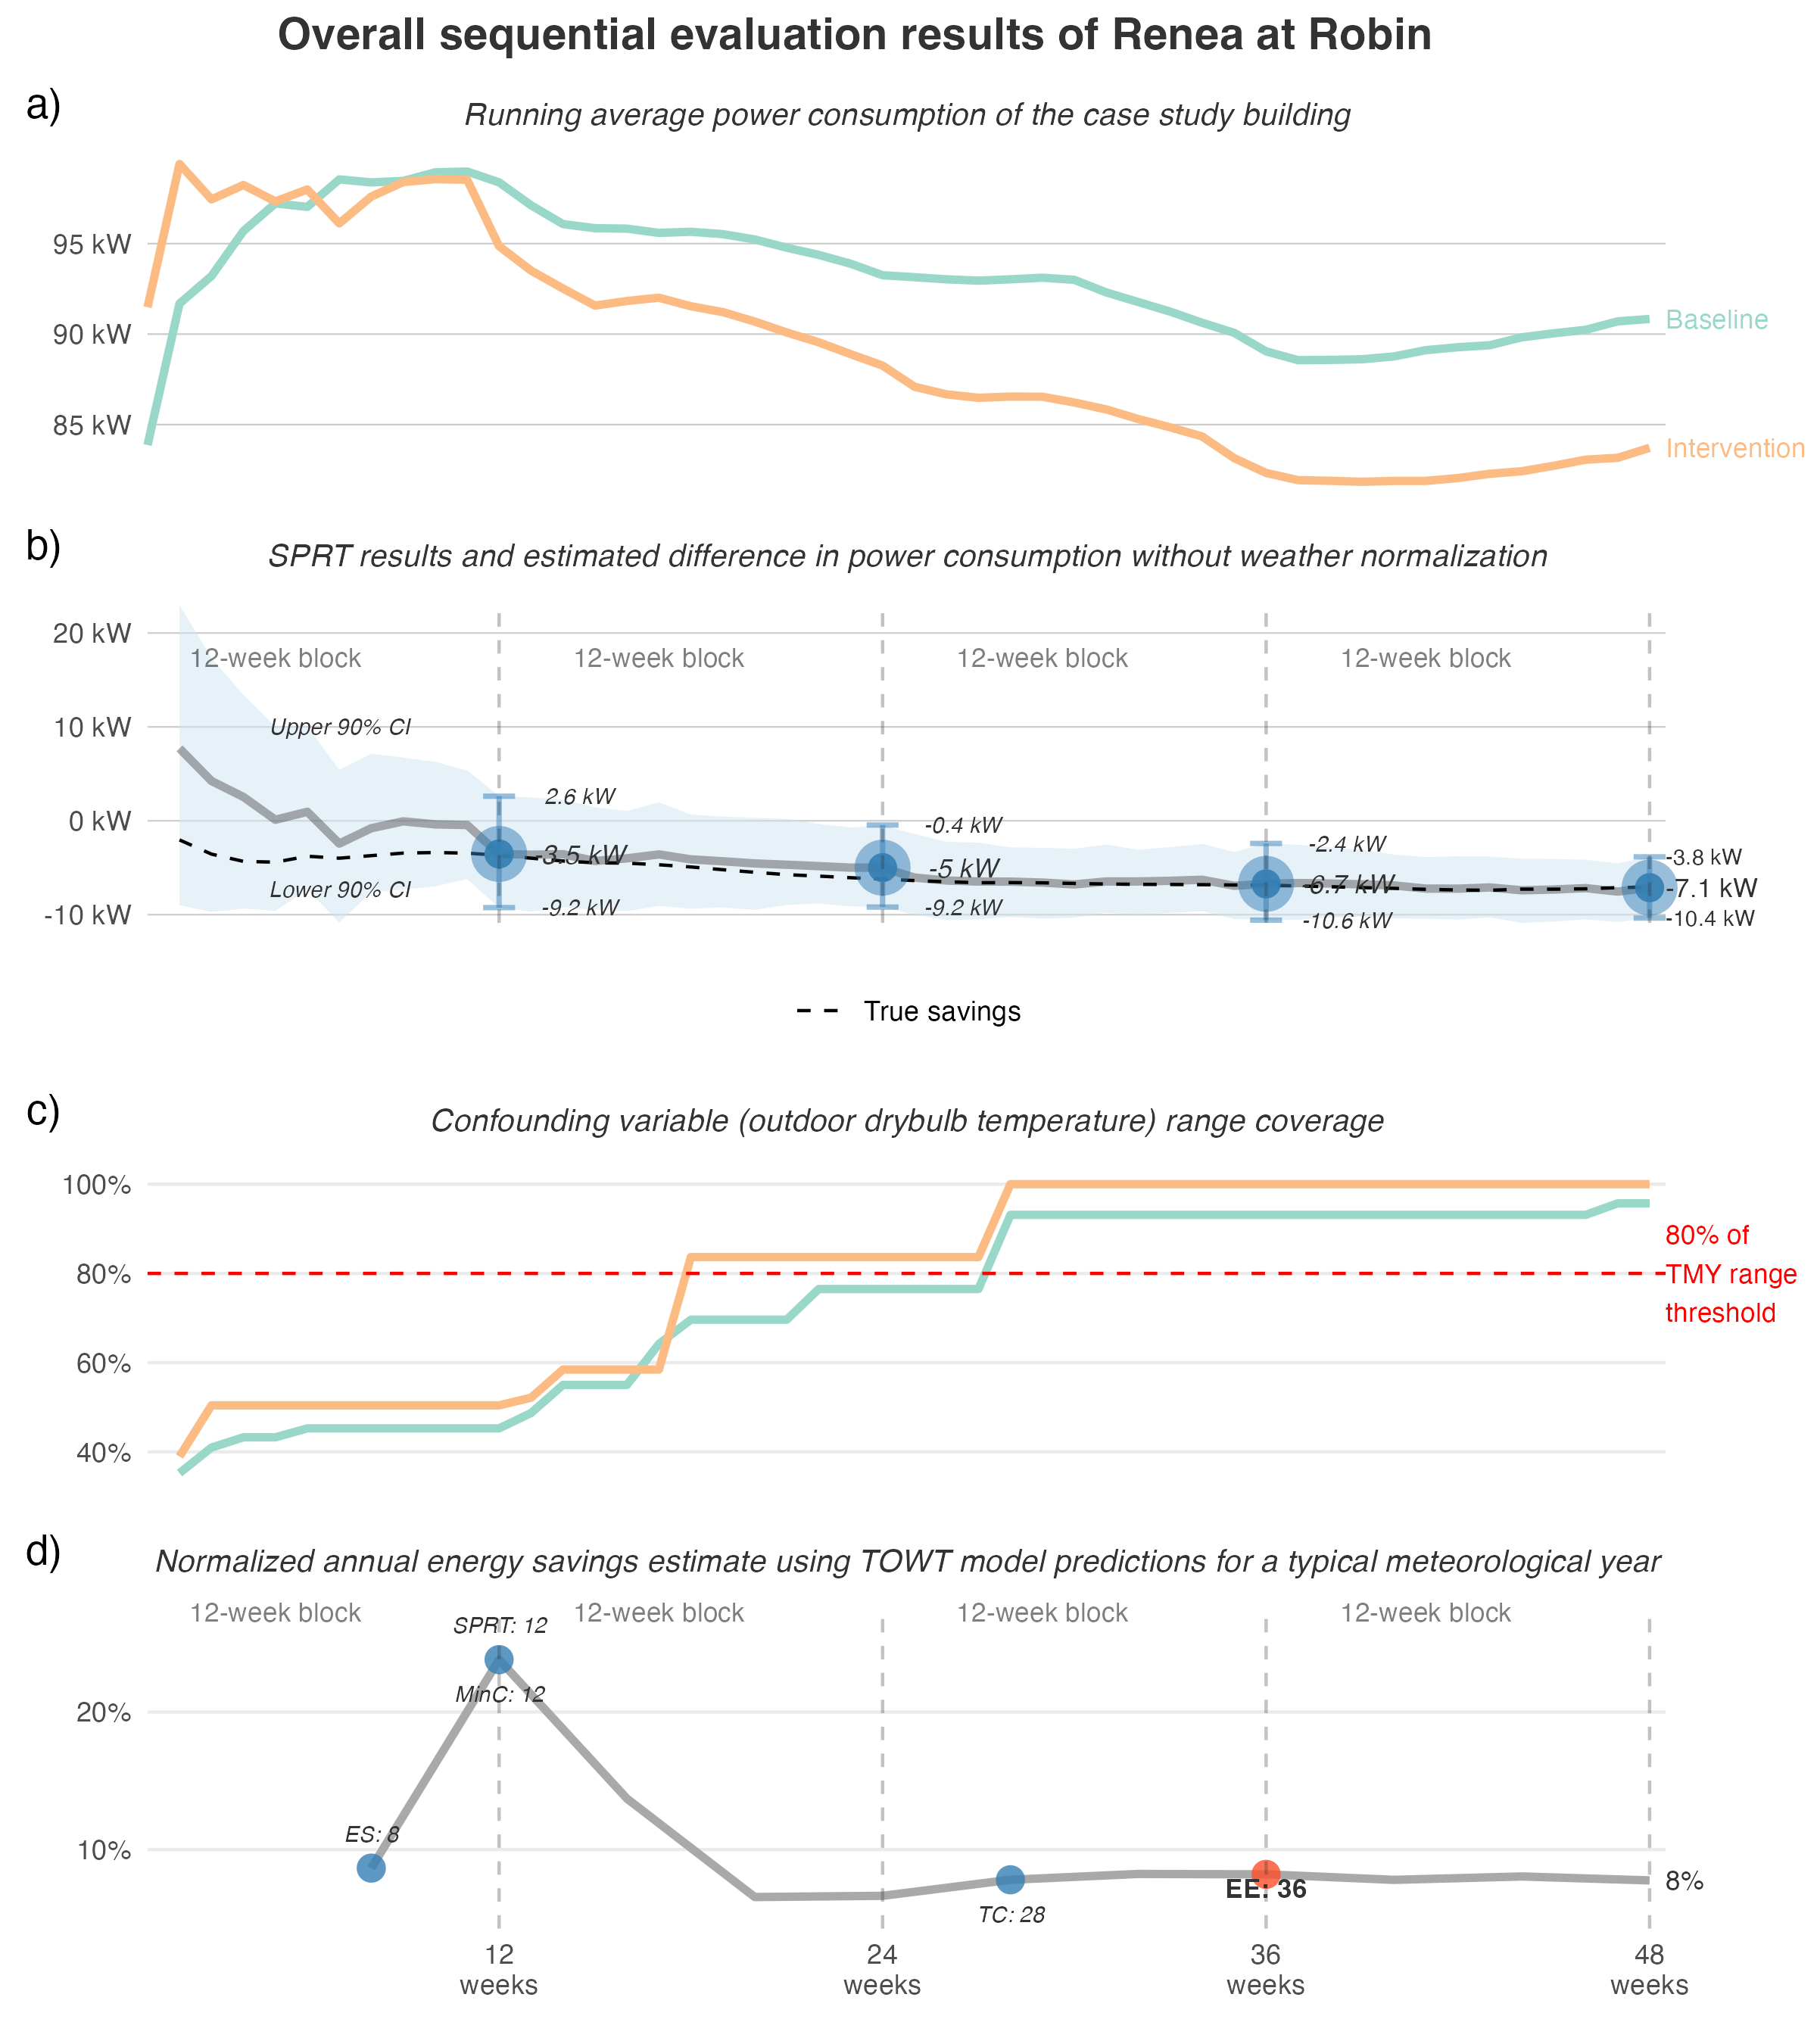 Overall sequential evaluation results of Renea at Robin
a)
Running average power consumption of the case study building
95 kW
90 kW
85 kW
Baseline
Intervention
b)
SPRT results and estimated difference in power consumption without weather normalization
20 kW
10 kW
0 kW
-10 kW
12-week block
12-week block
12-week block
12-week block
Upper 90% CI
Lower 90% CI
2.6 kW
-3.5 kW
-9.2 kW
-0.4 kW
-5 kW
-9.2 kW
-2.4 kW
-6.7 kW
-10.6 kW
-3.8 kW
-7.1 kW
-10.4 kW
True savings
c)
Confounding variable (outdoor drybulb temperature) range coverage
100%
80%
60%
40%
80% of
TMY range
threshold
d)
Normalized annual energy savings estimate using TOWT model predictions for a typical meteorological year
12-week block
12-week block
12-week block
12-week block
20%
10%
SPRT: 12
MinC: 12
ES: 8
TC: 28
EE: 36
8%
12
weeks
24
weeks
36
weeks
48
weeks